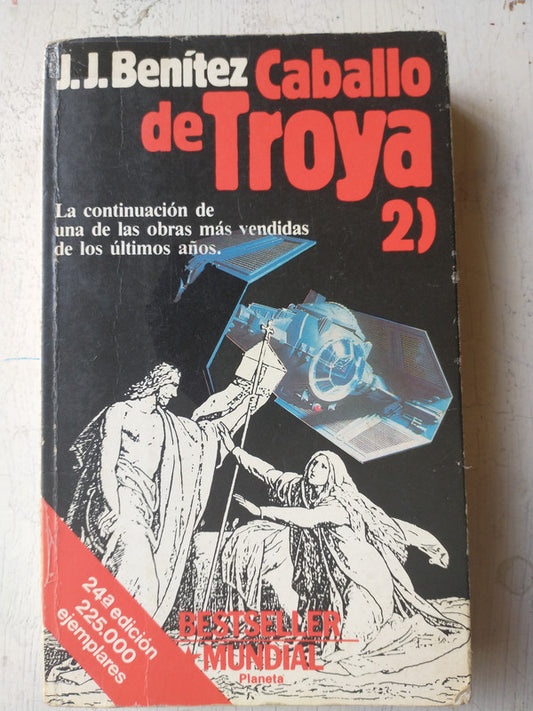 J.J.Benítez Caballo
de Troya
2)
La continuación de
una de las obras más vendidas
de los últimos años.
24ª edición
225.000
ejemplares
BESTSELLER
MUNDIAL
Planeta